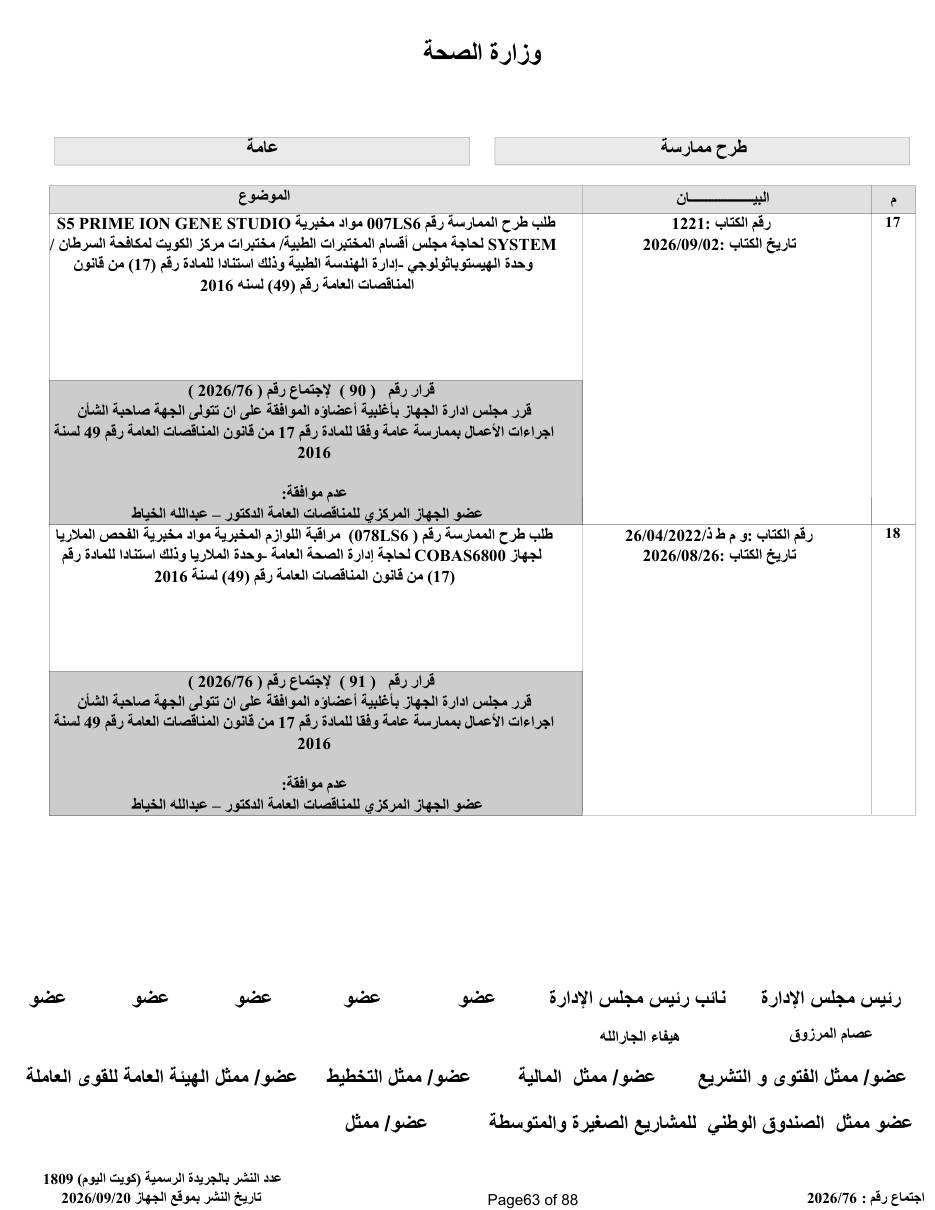 وزارة الصحة
طرح ممارسة
عامة
م
البيـــــــــــــــان
الموضوع
17
رقم الكتاب :1221
تاريخ الكتاب :2026/09/02
طلب طرح الممارسة رقم 007LS6 مواد مخبرية S5 PRIME ION GENE STUDIO
SYSTEM لحاجة مجلس أقسام المختبرات الطبية/ مختبرات مركز الكويت لمكافحة السرطان /
وحدة الهيستوباثولوجي -إدارة الهندسة الطبية وذلك استنادا للمادة رقم (17) من قانون
المناقصات العامة رقم (49) لسنه 2016
قرار رقم ( 90 ) لإجتماع رقم ( 2026/76 )
قرر مجلس ادارة الجهاز بأغلبية أعضاؤه الموافقة على ان تتولى الجهة صاحبة الشأن
اجراءات الأعمال بممارسة عامة وفقا للمادة رقم 17 من قانون المناقصات العامة رقم 49 لسنة
2016
عدم موافقة:
عضو الجهاز المركزي للمناقصات العامة الدكتور – عبدالله الخياط
18
رقم الكتاب :و م ط ذ/26/04/2022
تاريخ الكتاب :2026/08/26
طلب طرح الممارسة رقم ( 078LS6) مراقبة اللوازم المخبرية مواد مخبرية الفحص الملاريا
لجهاز COBAS6800 لحاجة إدارة الصحة العامة -وحدة الملاريا وذلك استنادا للمادة رقم
(17) من قانون المناقصات العامة رقم (49) لسنة 2016
قرار رقم ( 91 ) لإجتماع رقم ( 2026/76 )
قرر مجلس ادارة الجهاز بأغلبية أعضاؤه الموافقة على ان تتولى الجهة صاحبة الشأن
اجراءات الأعمال بممارسة عامة وفقا للمادة رقم 17 من قانون المناقصات العامة رقم 49 لسنة
2016
عدم موافقة:
عضو الجهاز المركزي للمناقصات العامة الدكتور – عبدالله الخياط
رئيس مجلس الإدارة نائب رئيس مجلس الإدارة عضو عضو عضو عضو عضو
عصام المرزوق هيفاء الجارالله
عضو/ ممثل الفتوى و التشريع عضو/ ممثل المالية عضو/ ممثل التخطيط عضو/ ممثل الهيئة العامة للقوى العاملة
عضو ممثل الصندوق الوطني للمشاريع الصغيرة والمتوسطة عضو/ ممثل
عدد النشر بالجريدة الرسمية (كويت اليوم) 1809
اجتماع رقم : 2026/76 Page63 of 88 تاريخ النشر بموقع الجهاز 2026/09/20